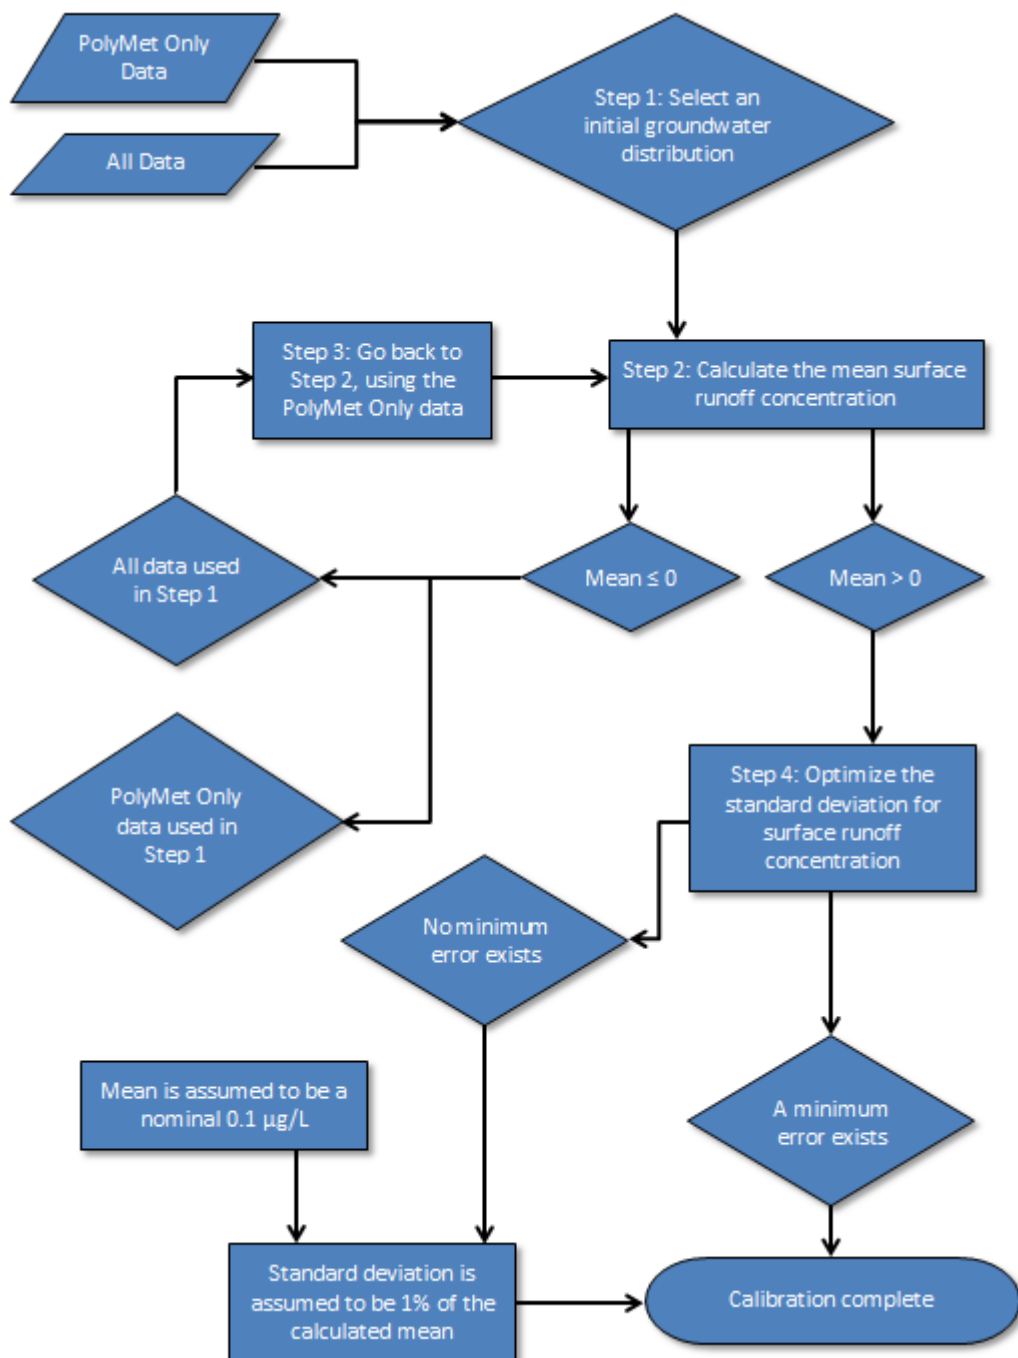 PolyMet Only
Data
All Data
Step 1: Select an
initial groundwater
distribution
Step 3: Go back to
Step 2, using the
PolyMet Only data
Step 2: Calculate the mean surface
runoff concentration
All data used
in Step 1
Mean ≤ 0
Mean > 0
PolyMet Only
data used in
Step 1
Step 4: Optimize the
standard deviation for
surface runoff
concentration
No minimum
error exists
Mean is assumed to be a
nominal 0.1 µg/L
A minimum
error exists
Standard deviation is
assumed to be 1% of the
calculated mean
Calibration complete